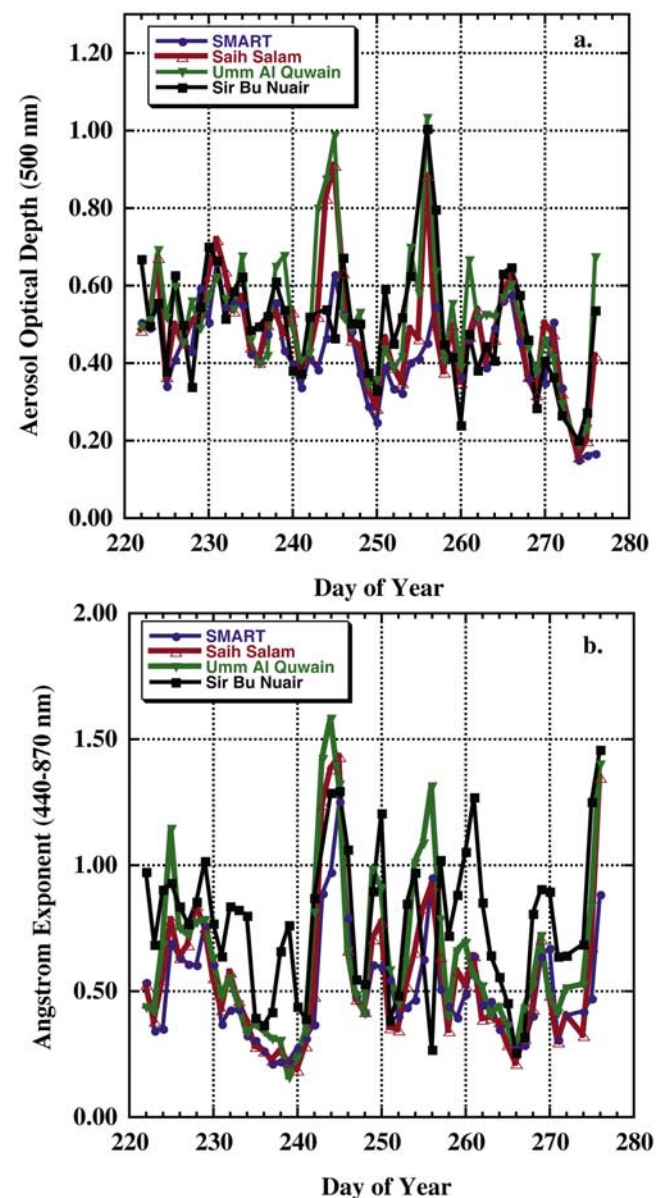 a.
SMART
Saih Salam
Umm Al Quwain
Sir Bu Nuair
Aerosol Optical Depth (500 nm)
1.20
1.00
0.80
0.60
0.40
0.20
0.00
220 230 240 250 260 270 280
Day of Year
b.
SMART
Saih Salam
Umm Al Quwain
Sir Bu Nuair
Angstrom Exponent (440-870 nm)
2.00
1.50
1.00
0.50
0.00
220 230 240 250 260 270 280
Day of Year